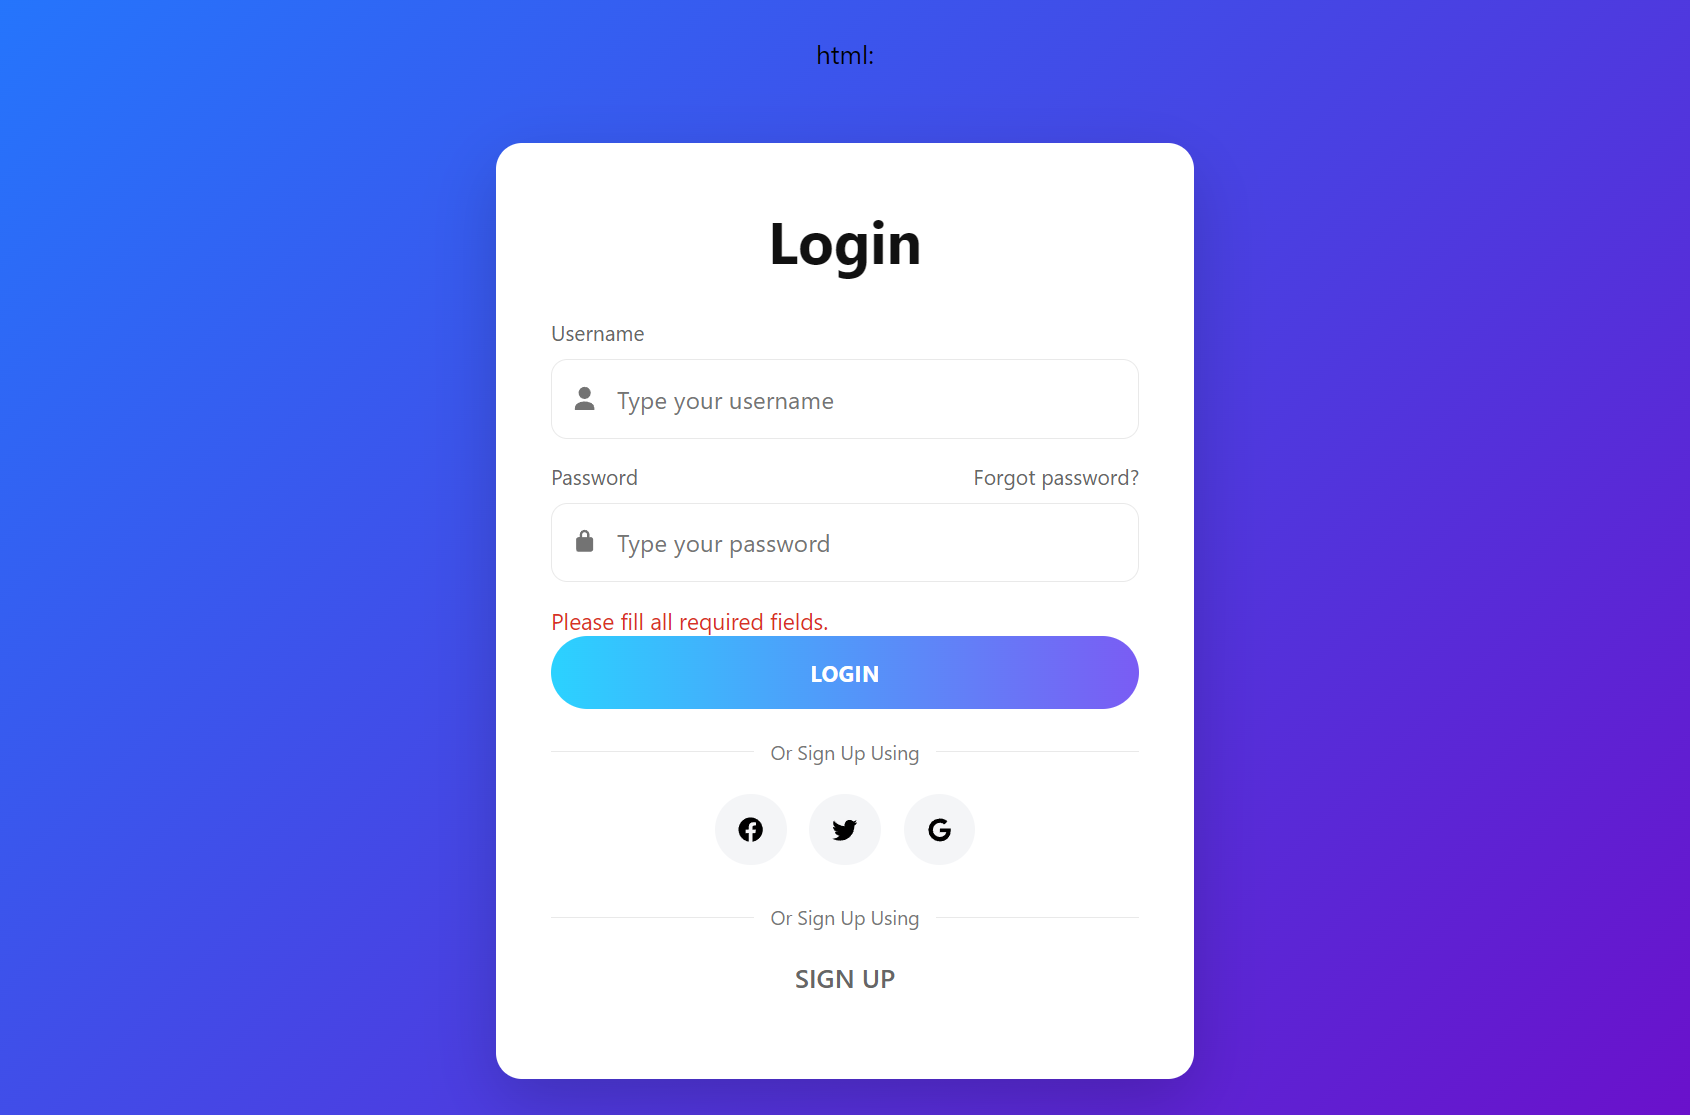 html:
Login
Username
Type your username
Password Forgot password?
Type your password
Please fill all required fields.
LOGIN
Or Sign Up Using
Or Sign Up Using
SIGN UP